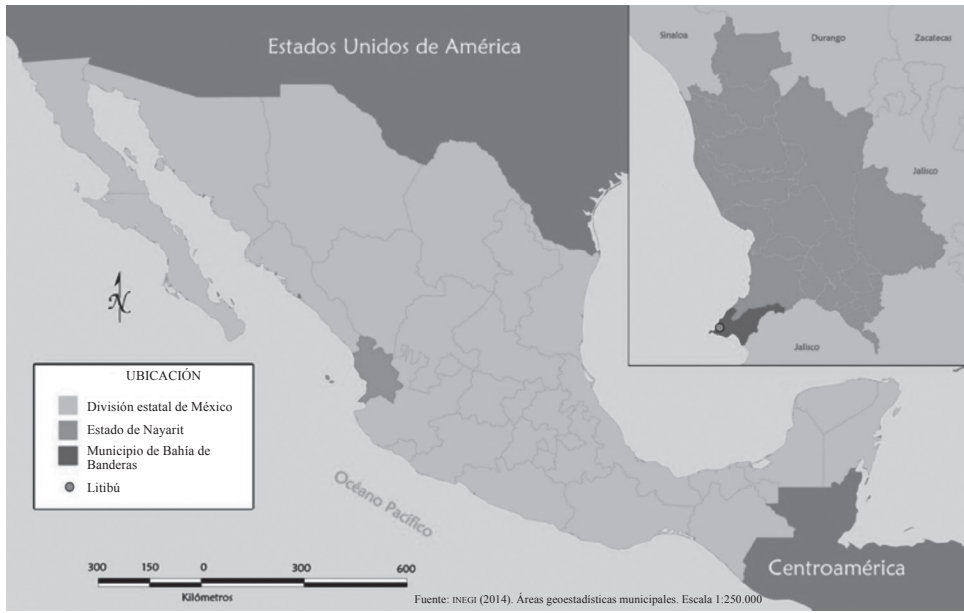 Estados Unidos de América
Sinaloa
Durango
Zacatecas
Jalisco
Jalisco
N
UBICACIÓN
División estatal de México
Estado de Nayarit
Municipio de Bahía de
Banderas
Litibú
Océano Pacífico
Centroamérica
300 150 0 300 600
Kilómetros
Fuente: INEGI (2014). Áreas geoestadísticas municipales. Escala 1:250.000